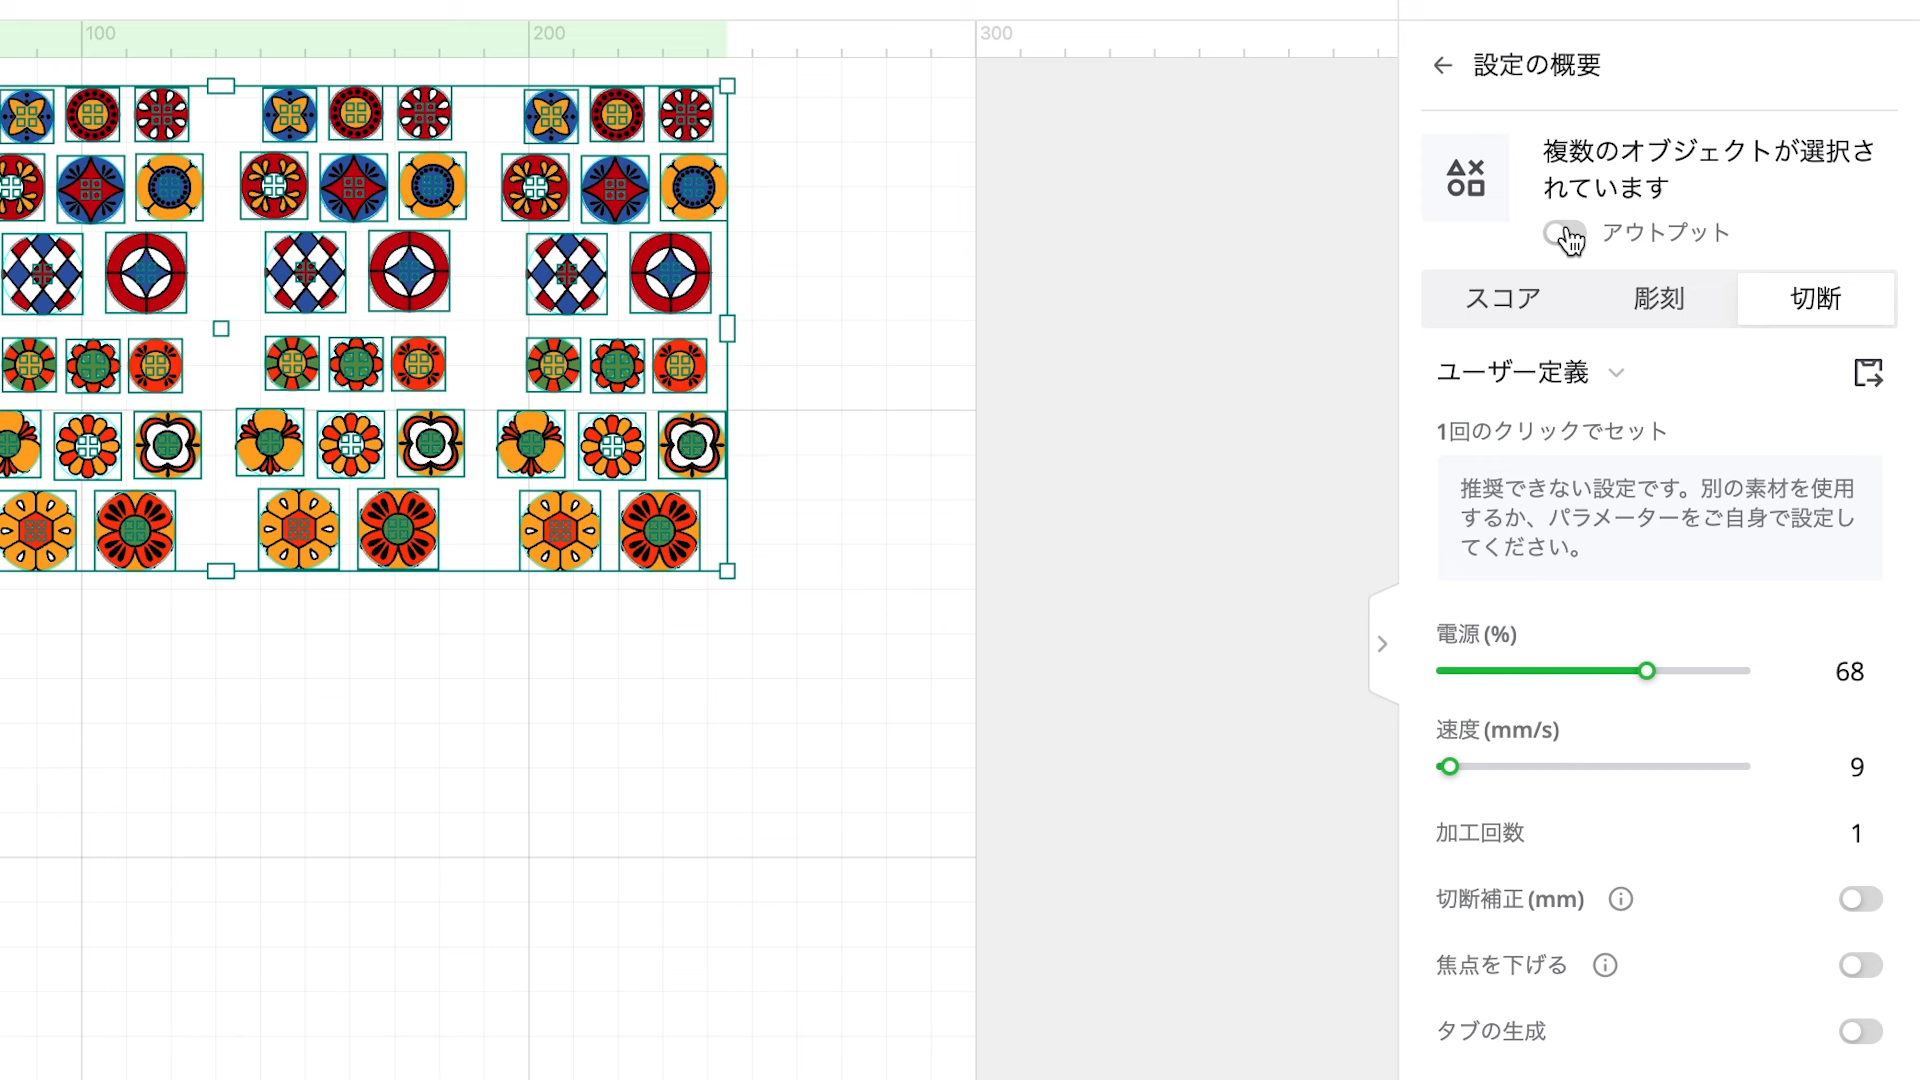 100
200
300
設定の概要
複数のオブジェクトが選択さ
れています
アウトプット
スコア
彫刻
切断
ユーザー定義
1回のクリックでセット
推奨できない設定です。別の素材を使用
するか、パラメーターをご自身で設定し
てください。
電源 (%)
68
速度 (mm/s)
9
加工回数
1
切断補正 (mm)
焦点を下げる
タブの生成